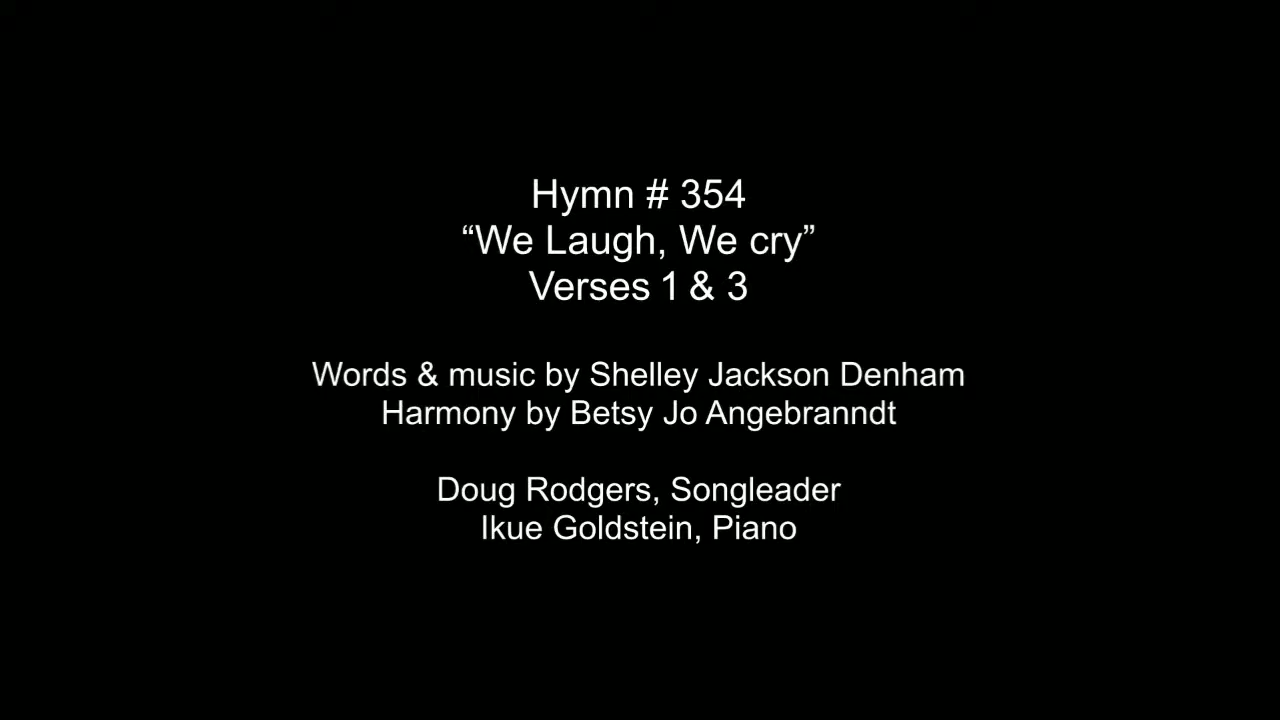 Hymn # 354
“We Laugh, We cry”
Verses 1 & 3
Words & music by Shelley Jackson Denham
Harmony by Betsy Jo Angebranndt
Doug Rodgers, Songleader
Ikue Goldstein, Piano